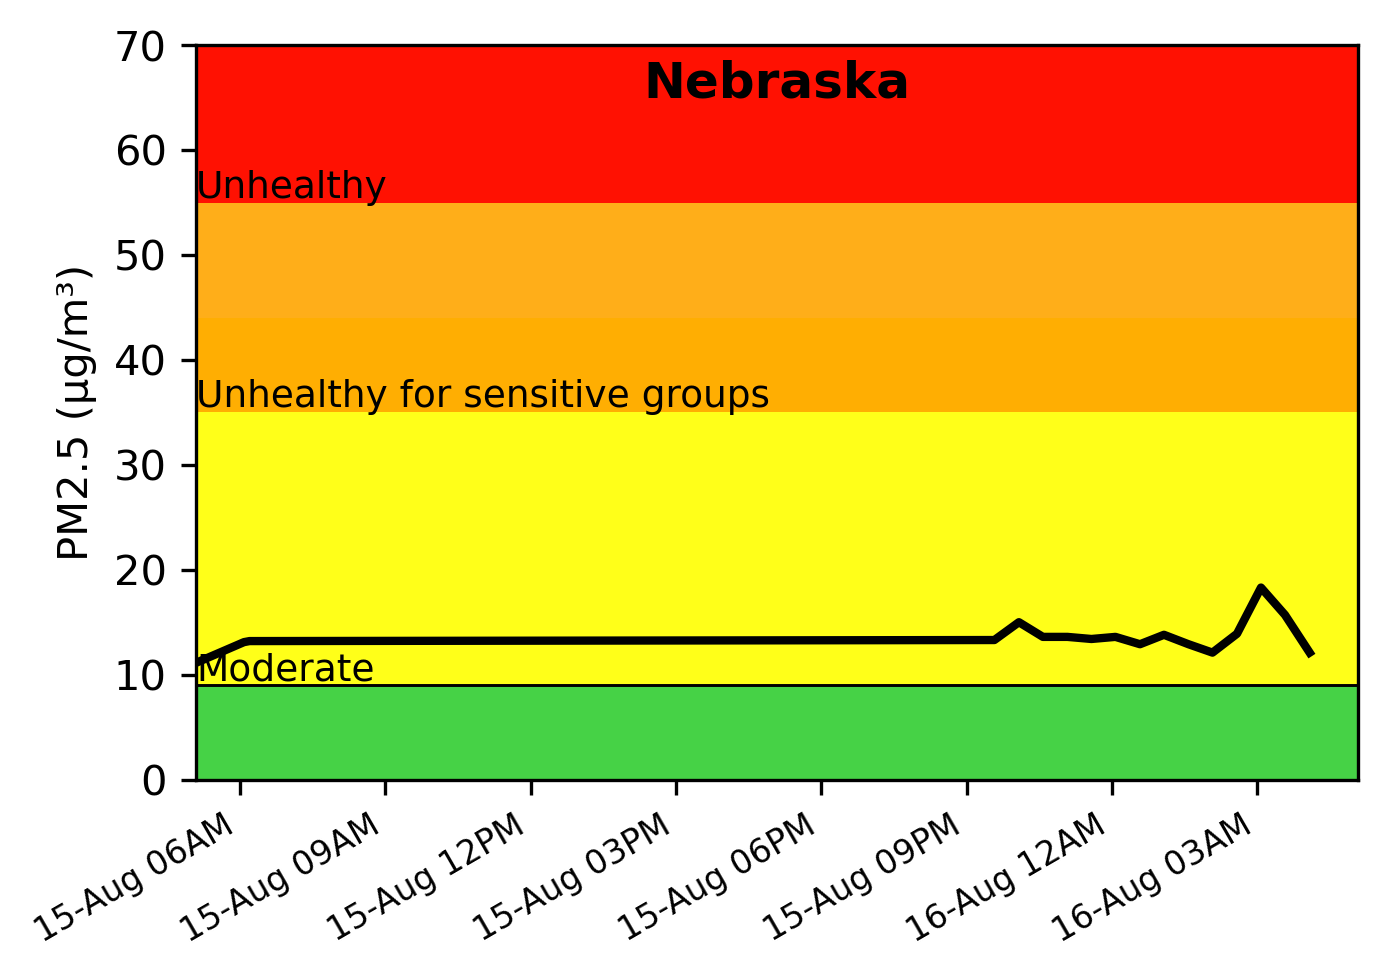 Nebraska
PM2.5 (μg/m³)
70
60
50
40
30
20
10
0
Unhealthy
Unhealthy for sensitive groups
Moderate
15-Aug 06AM
15-Aug 09AM
15-Aug 12PM
15-Aug 03PM
15-Aug 06PM
15-Aug 09PM
16-Aug 12AM
16-Aug 03AM